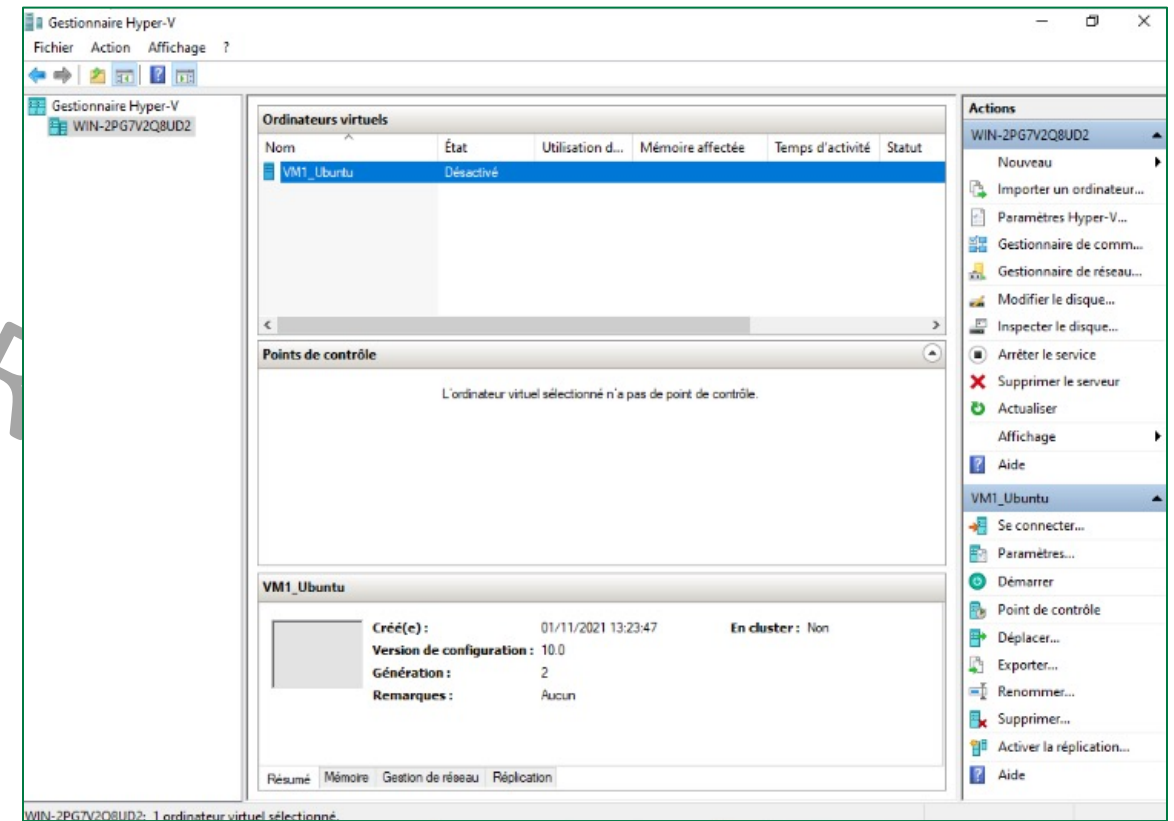 Gestionnaire Hyper-V
Fichier Action Affichage ?
Gestionnaire Hyper-V
WIN-2PG7V2Q8UD2
Ordinateurs virtuels
Nom État Utilisation d... Mémoire affectée Temps d'activité Statut
VM1_Ubuntu Désactivé
Points de contrôle
L'ordinateur virtuel sélectionné n'a pas de point de contrôle.
VM1_Ubuntu
Créé(e) : 01/11/2021 13:23:47 En cluster : Non
Version de configuration : 10.0
Génération : 2
Remarques : Aucun
Résumé Mémoire Gestion de réseau Réplication
Actions
WIN-2PG7V2Q8UD2
Nouveau
Importer un ordinateur...
Paramètres Hyper-V...
Gestionnaire de comm...
Gestionnaire de réseau...
Modifier le disque...
Inspecter le disque...
Arrêter le service
Supprimer le serveur
Actualiser
Affichage
Aide
VM1_Ubuntu
Se connecter...
Paramètres...
Démarrer
Point de contrôle
Déplacer...
Exporter...
Renommer...
Supprimer...
Activer la réplication...
Aide
WIN-2PG7V2Q8UD2: 1 ordinateur virtuel sélectionné.